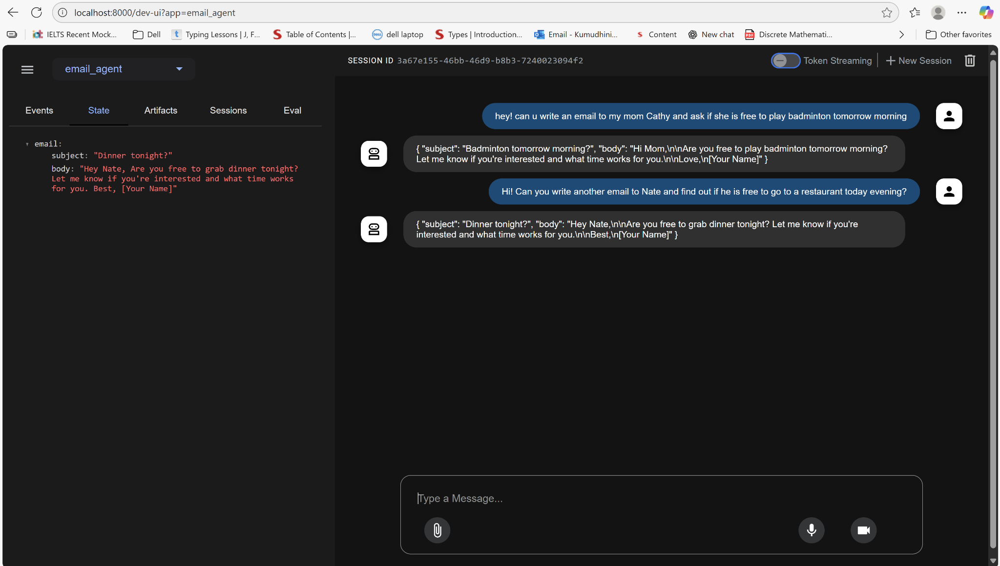 localhost:8000/dev-ui?app=email_agent
IELTS Recent Mock...
Dell
Typing Lessons | J, F...
Table of Contents |...
dell laptop
Types | Introduction...
Email - Kumudhini...
Content
New chat
Discrete Mathemati...
Other favorites
email_agent
SESSION ID 3a67e155-46bb-46d9-b8b3-7240023094f2
Token Streaming
New Session
Events
State
Artifacts
Sessions
Eval
email:
subject: "Dinner tonight?"
body: "Hey Nate, Are you free to grab dinner tonight?
Let me know if you're interested and what time works
for you. Best, [Your Name]"
hey! can u write an email to my mom Cathy and ask if she is free to play badminton tomorrow morning
{ "subject": "Badminton tomorrow morning?", "body": "Hi Mom,\n\nAre you free to play badminton tomorrow morning?
Let me know if you're interested and what time works for you.\n\nLove,\n[Your Name]" }
Hi! Can you write another email to Nate and find out if he is free to go to a restaurant today evening?
{ "subject": "Dinner tonight?", "body": "Hey Nate,\n\nAre you free to grab dinner tonight? Let me know if you're
interested and what time works for you.\n\nBest,\n[Your Name]" }
Type a Message...